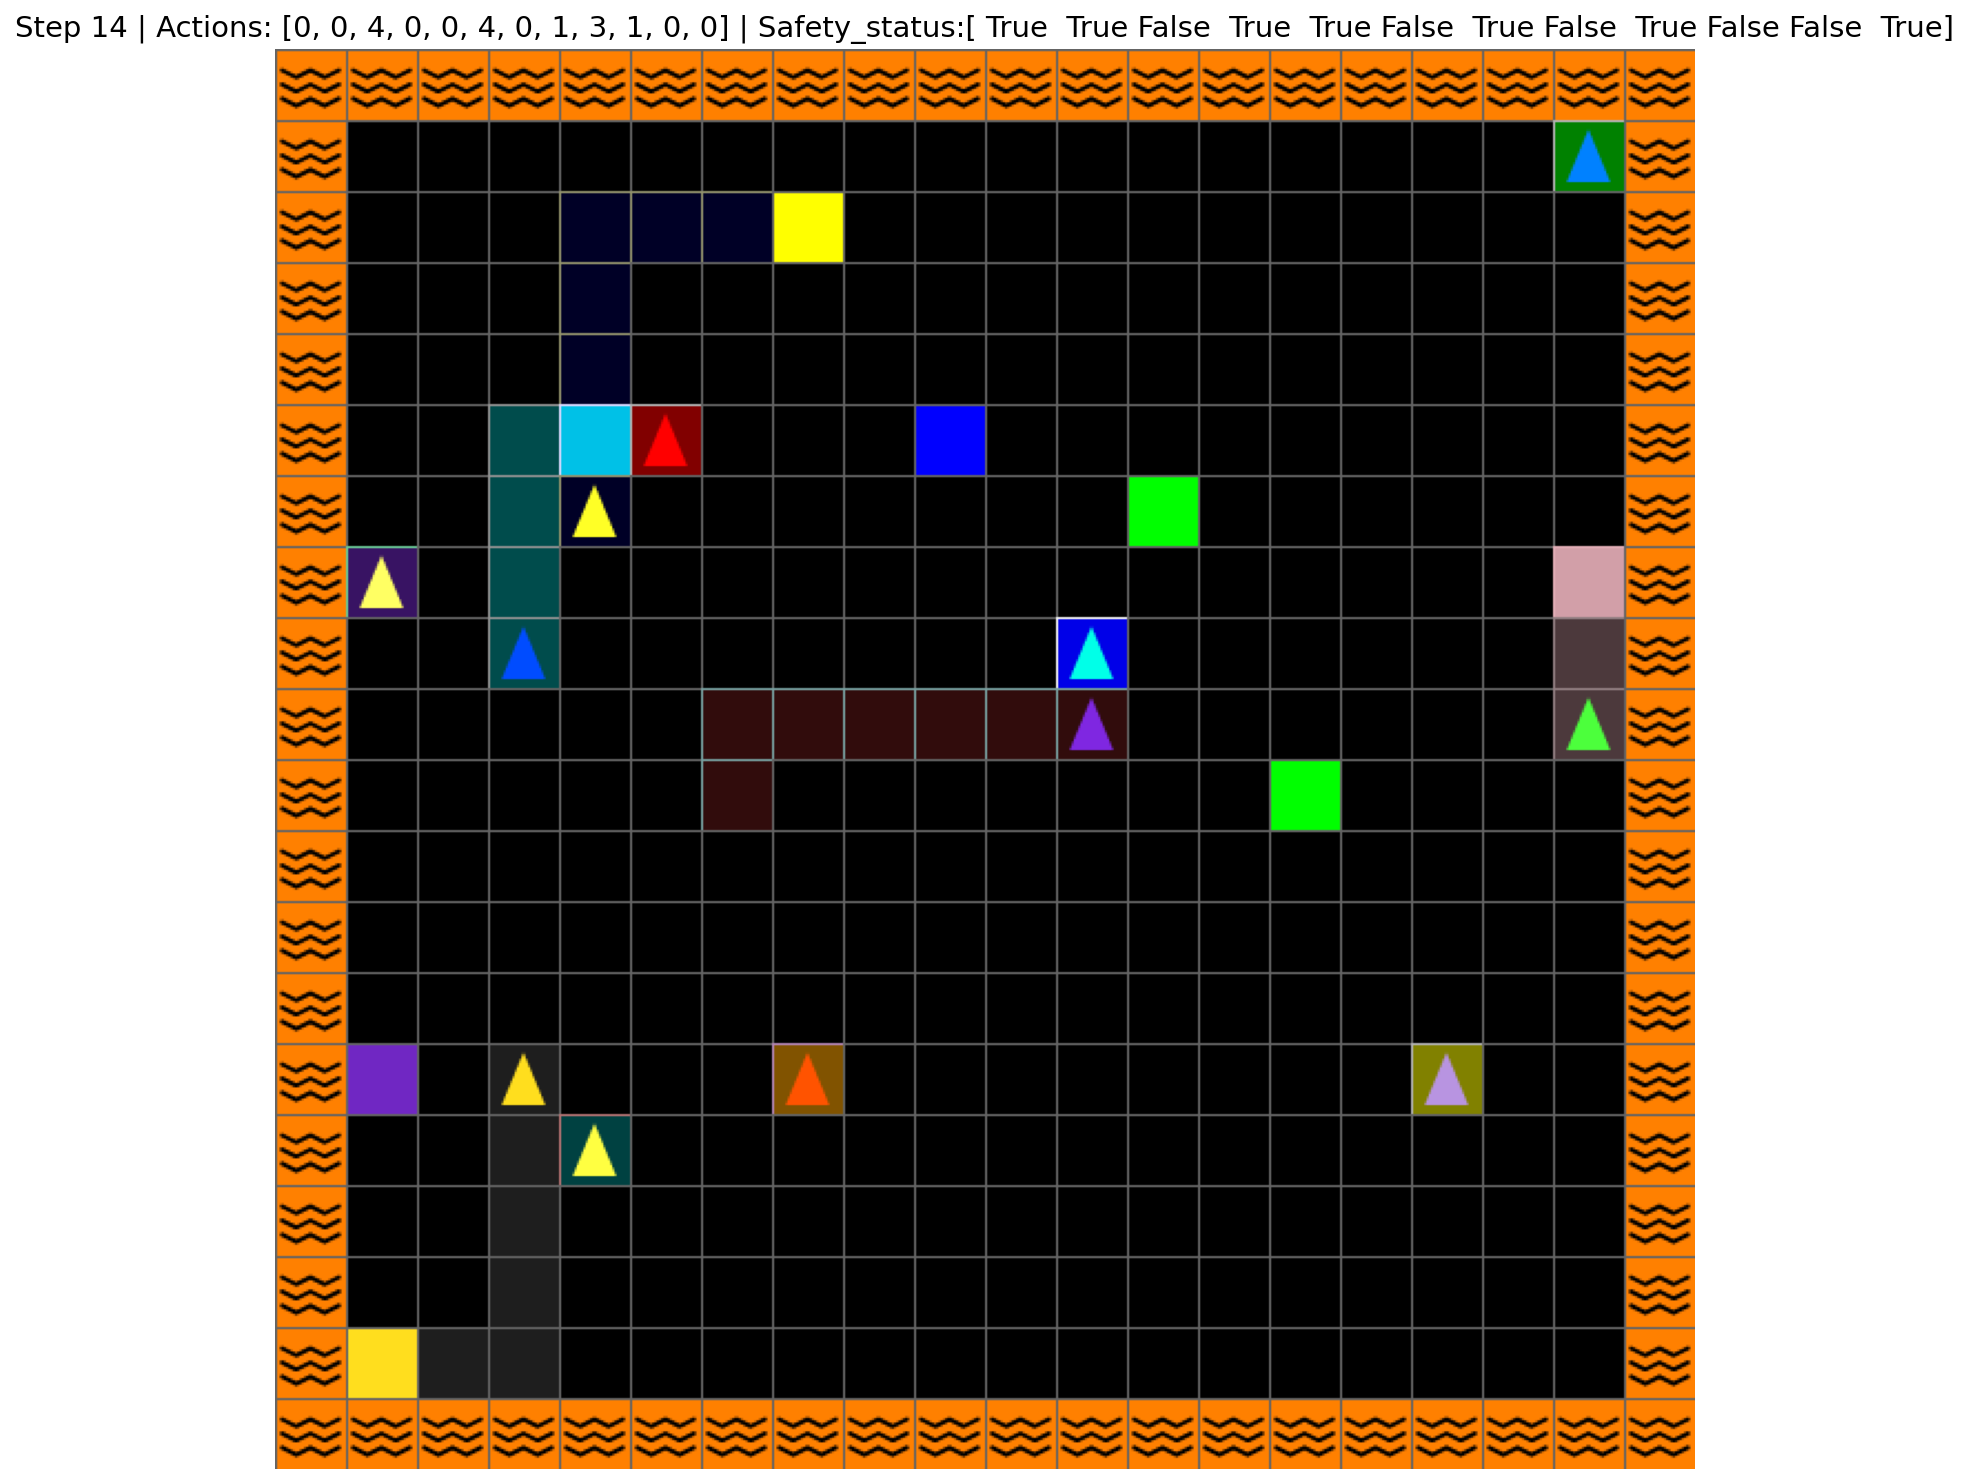 Step 14 | Actions: [0, 0, 4, 0, 0, 4, 0, 1, 3, 1, 0, 0] | Safety_status:[ True  True False  True  True False  True False  True False False  True]